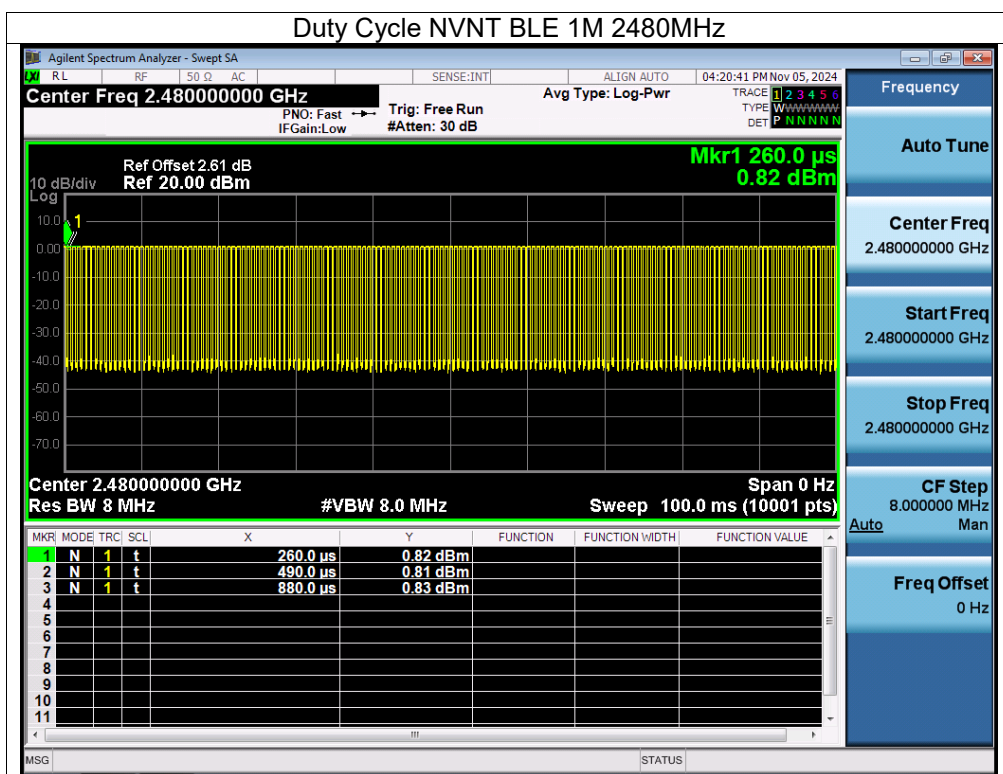 Duty Cycle NVNT BLE 1M 2480MHz
Agilent Spectrum Analyzer - Swept SA
LXI RL RF 50 Ω AC SENSE:INT ALIGN AUTO 04:20:41 PM Nov 05, 2024
Center Freq 2.480000000 GHz Avg Type: Log-Pwr TRACE 1 2 3 4 5 6
PNO: Fast Trig: Free Run TYPE WWWWWW
IFGain:Low #Atten: 30 dB DET P N N N N N
Ref Offset 2.61 dB Mkr1 260.0 µs
10 dB/div Ref 20.00 dBm 0.82 dBm
Log
10.0
1
0.00
-10.0
-20.0
-30.0
-40.0
-50.0
-60.0
-70.0
Center 2.480000000 GHz Span 0 Hz
Res BW 8 MHz #VBW 8.0 MHz Sweep 100.0 ms (10001 pts)
MKR MODE TRC SCL X Y FUNCTION FUNCTION WIDTH FUNCTION VALUE
1 N 1 t 260.0 µs 0.82 dBm
2 N 1 t 490.0 µs 0.81 dBm
3 N 1 t 880.0 µs 0.83 dBm
4
5
6
7
8
9
10
11
MSG STATUS
Frequency
Auto Tune
Center Freq
2.480000000 GHz
Start Freq
2.480000000 GHz
Stop Freq
2.480000000 GHz
CF Step
8.000000 MHz
Auto Man
Freq Offset
0 Hz